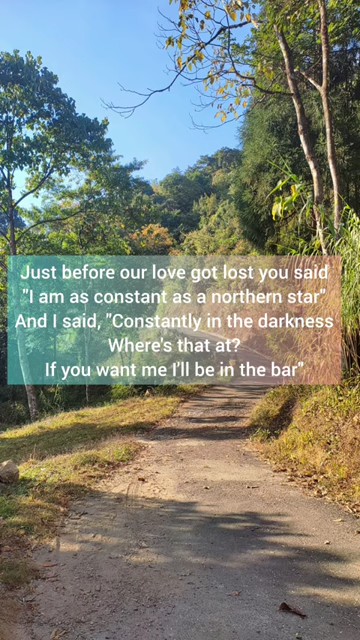 Just before our love got lost you said
"I am as constant as a northern star"
And I said, "Constantly in the darkness
Where's that at?
If you want me I'll be in the bar"